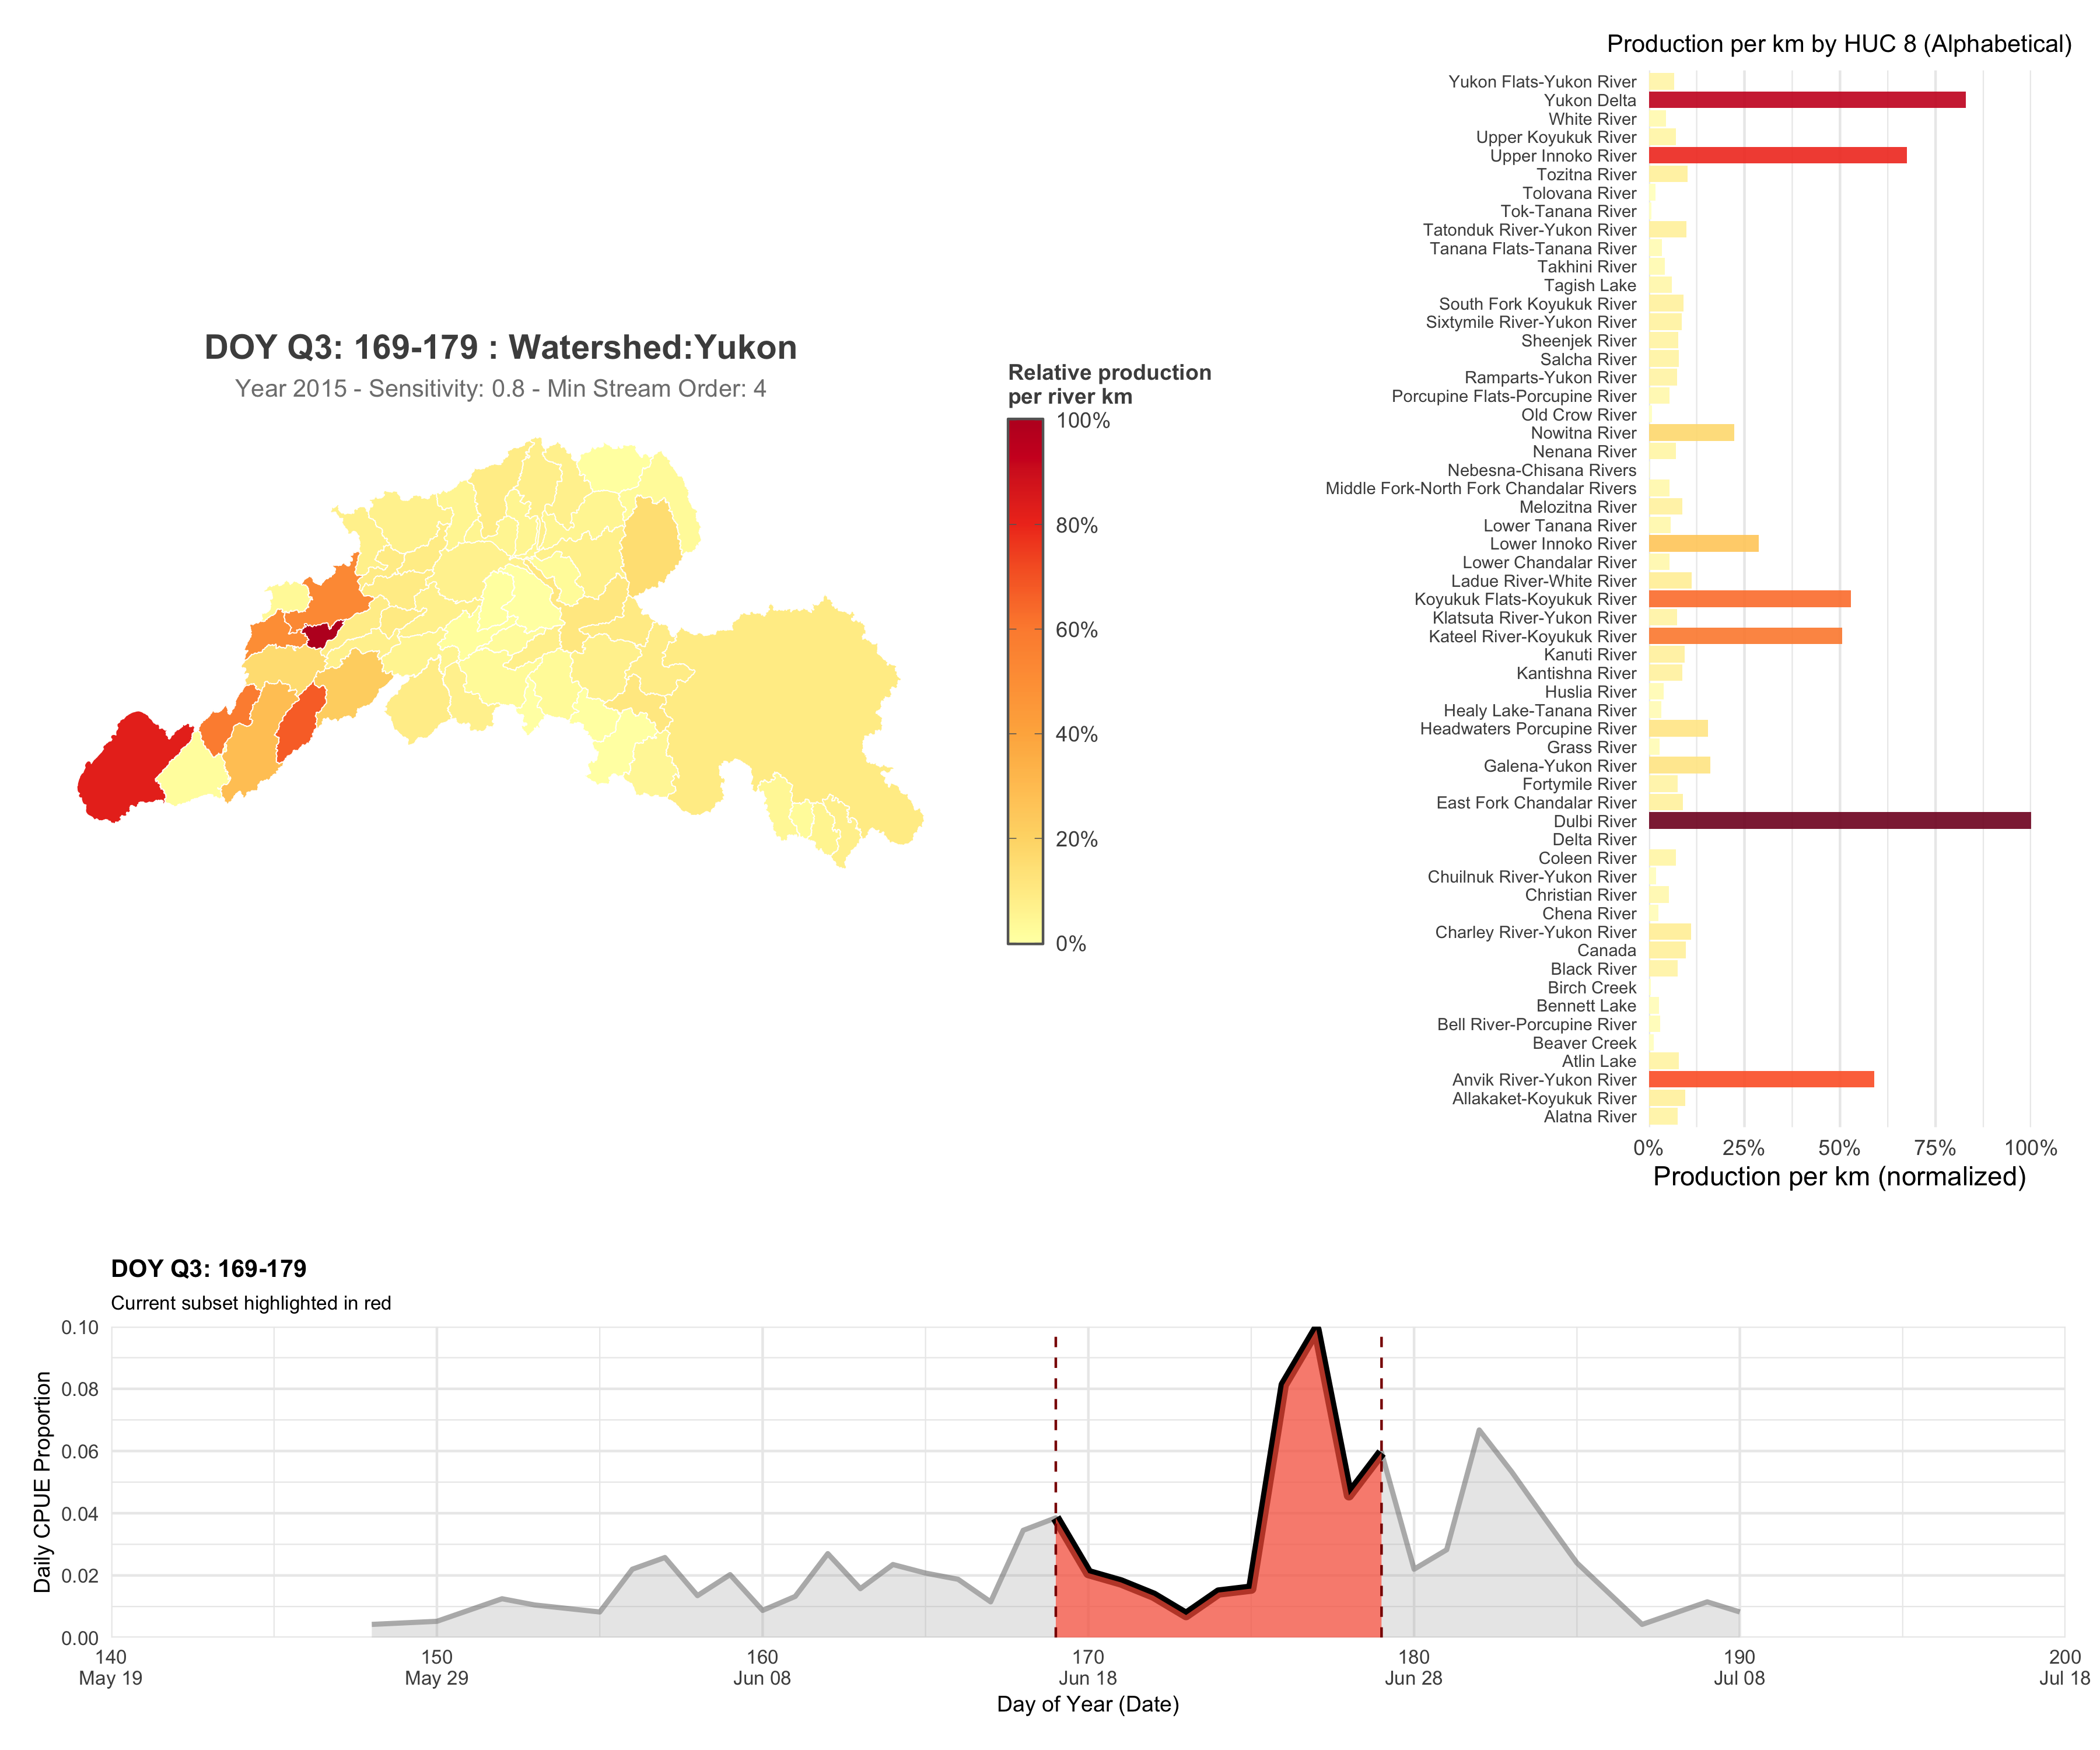 Production per km by HUC 8 (Alphabetical)
Yukon Flats-Yukon River
Yukon Delta
White River
Upper Koyukuk River
Upper Innoko River
Tozitna River
Tolovana River
Tok-Tanana River
Tatonduk River-Yukon River
Tanana Flats-Tanana River
Takhini River
Tagish Lake
South Fork Koyukuk River
Sixtymile River-Yukon River
Sheenjek River
Salcha River
Ramparts-Yukon River
Porcupine Flats-Porcupine River
Old Crow River
Nowitna River
Nenana River
Nebesna-Chisana Rivers
Middle Fork-North Fork Chandalar Rivers
Melozitna River
Lower Tanana River
Lower Innoko River
Lower Chandalar River
Ladue River-White River
Koyukuk Flats-Koyukuk River
Klatsuta River-Yukon River
Kateel River-Koyukuk River
Kanuti River
Kantishna River
Huslia River
Healy Lake-Tanana River
Headwaters Porcupine River
Grass River
Galena-Yukon River
Fortymile River
East Fork Chandalar River
Dulbi River
Delta River
Coleen River
Chuilnuk River-Yukon River
Christian River
Chena River
Charley River-Yukon River
Canada
Black River
Birch Creek
Bennett Lake
Bell River-Porcupine River
Beaver Creek
Atlin Lake
Anvik River-Yukon River
Allakaket-Koyukuk River
Alatna River
0% 25% 50% 75% 100%
Production per km (normalized)
DOY Q3: 169-179 : Watershed:Yukon
Year 2015 - Sensitivity: 0.8 - Min Stream Order: 4
Relative production
per river km
100%
80%
60%
40%
20%
0%
DOY Q3: 169-179
Current subset highlighted in red
Daily CPUE Proportion
0.10
0.08
0.06
0.04
0.02
0.00
140 150 160 170 180 190 200
May 19 May 29 Jun 08 Jun 18 Jun 28 Jul 08 Jul 18
Day of Year (Date)